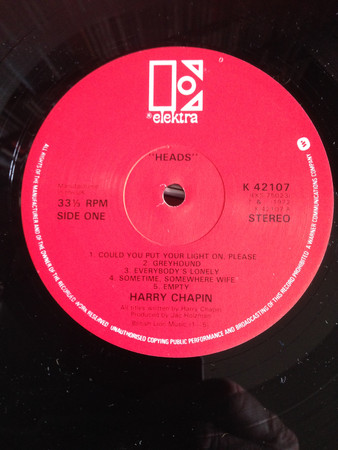 elektra
"HEADS"
33⅓ RPM
SIDE ONE
K 42107
STEREO
1. COULD YOU PUT YOUR LIGHT ON, PLEASE
2. GREYHOUND
3. EVERYBODY'S LONELY
4. SOMETIME, SOMEWHERE WIFE
5. EMPTY
HARRY CHAPIN
All titles written by Harry Chapin
Produced by Jac Holzman
ALL RIGHTS OF THE MANUFACTURER AND OF THE OWNER OF THE RECORDED WORK RESERVED. UNAUTHORISED COPYING PUBLIC PERFORMANCE AND BROADCASTING OF THIS RECORD PROHIBITED. A WARNER COMMUNICATIONS COMPANY